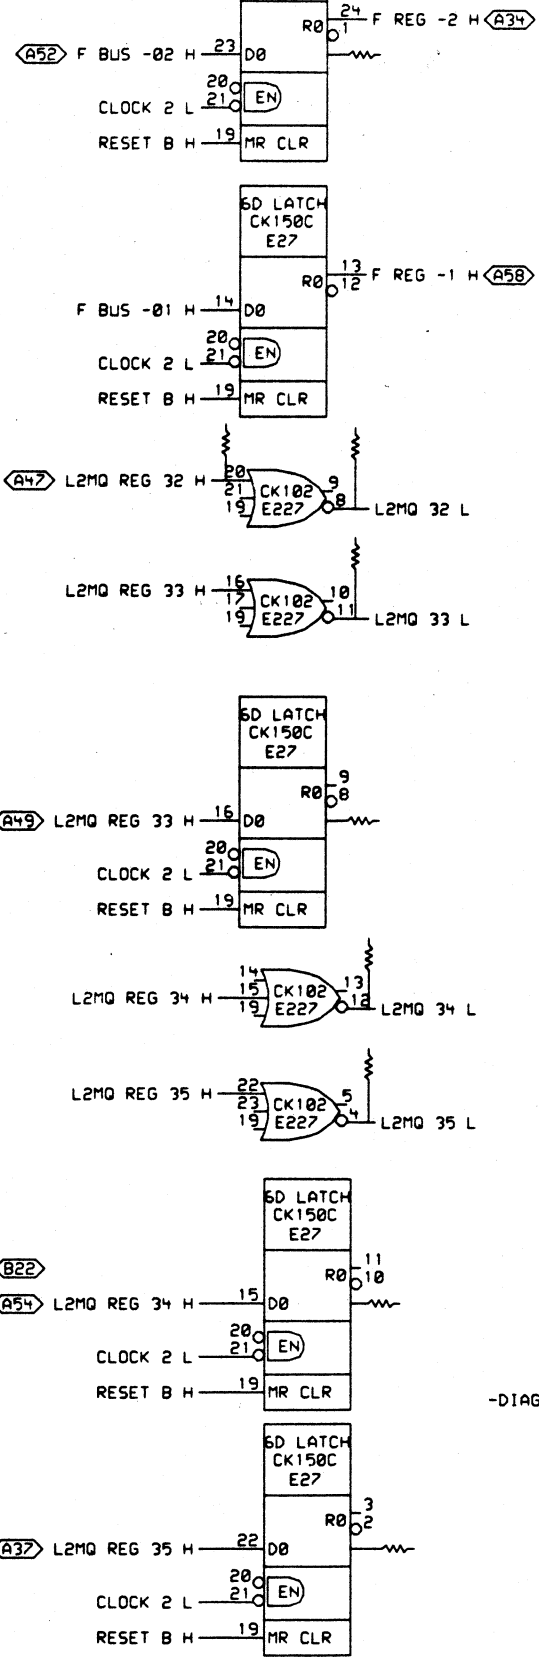 24
R0 F REG -2 H A34
1
A52 F BUS -02 H 23 D0
20
CLOCK 2 L 21 EN
RESET B H 19 MR CLR
6D LATCH
CK150C
E27
13
R0 F REG -1 H A58
12
F BUS -01 H 14 D0
20
CLOCK 2 L 21 EN
RESET B H 19 MR CLR
A47 L2MQ REG 32 H 20 9
21 CK102 8
19 E227 L2MQ 32 L
L2MQ REG 33 H 16 10
17 CK102 11
19 E227 L2MQ 33 L
6D LATCH
CK150C
E27
9
R0 8
A49 L2MQ REG 33 H 16 D0
20
CLOCK 2 L 21 EN
RESET B H 19 MR CLR
14 13
L2MQ REG 34 H 15 CK102 12
19 E227 L2MQ 34 L
L2MQ REG 35 H 22 5
23 CK102 4
19 E227 L2MQ 35 L
6D LATCH
CK150C
E27
B22 11
R0 10
A54 L2MQ REG 34 H 15 D0
20
CLOCK 2 L 21 EN
RESET B H 19 MR CLR
-DIAG
6D LATCH
CK150C
E27
3
R0 2
A37 L2MQ REG 35 H 22 D0
20
CLOCK 2 L 21 EN
RESET B H 19 MR CLR